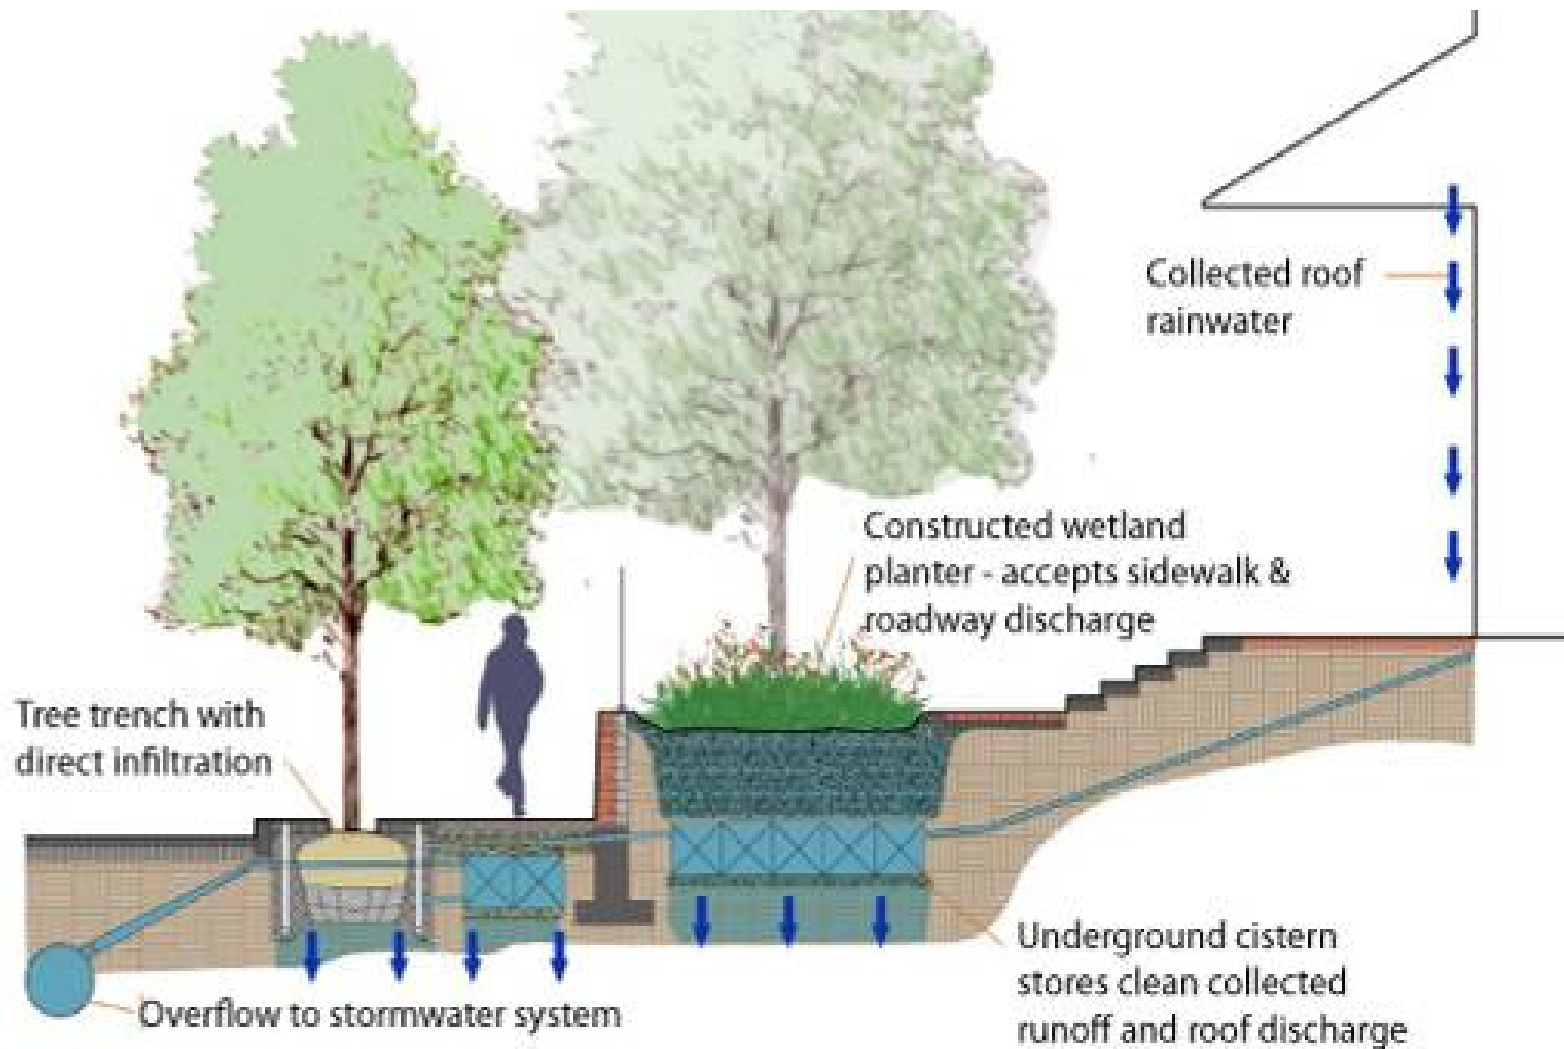 Collected roof
rainwater
Constructed wetland
planter - accepts sidewalk &
roadway discharge
Tree trench with
direct infiltration
Underground cistern
stores clean collected
runoff and roof discharge
Overflow to stormwater system